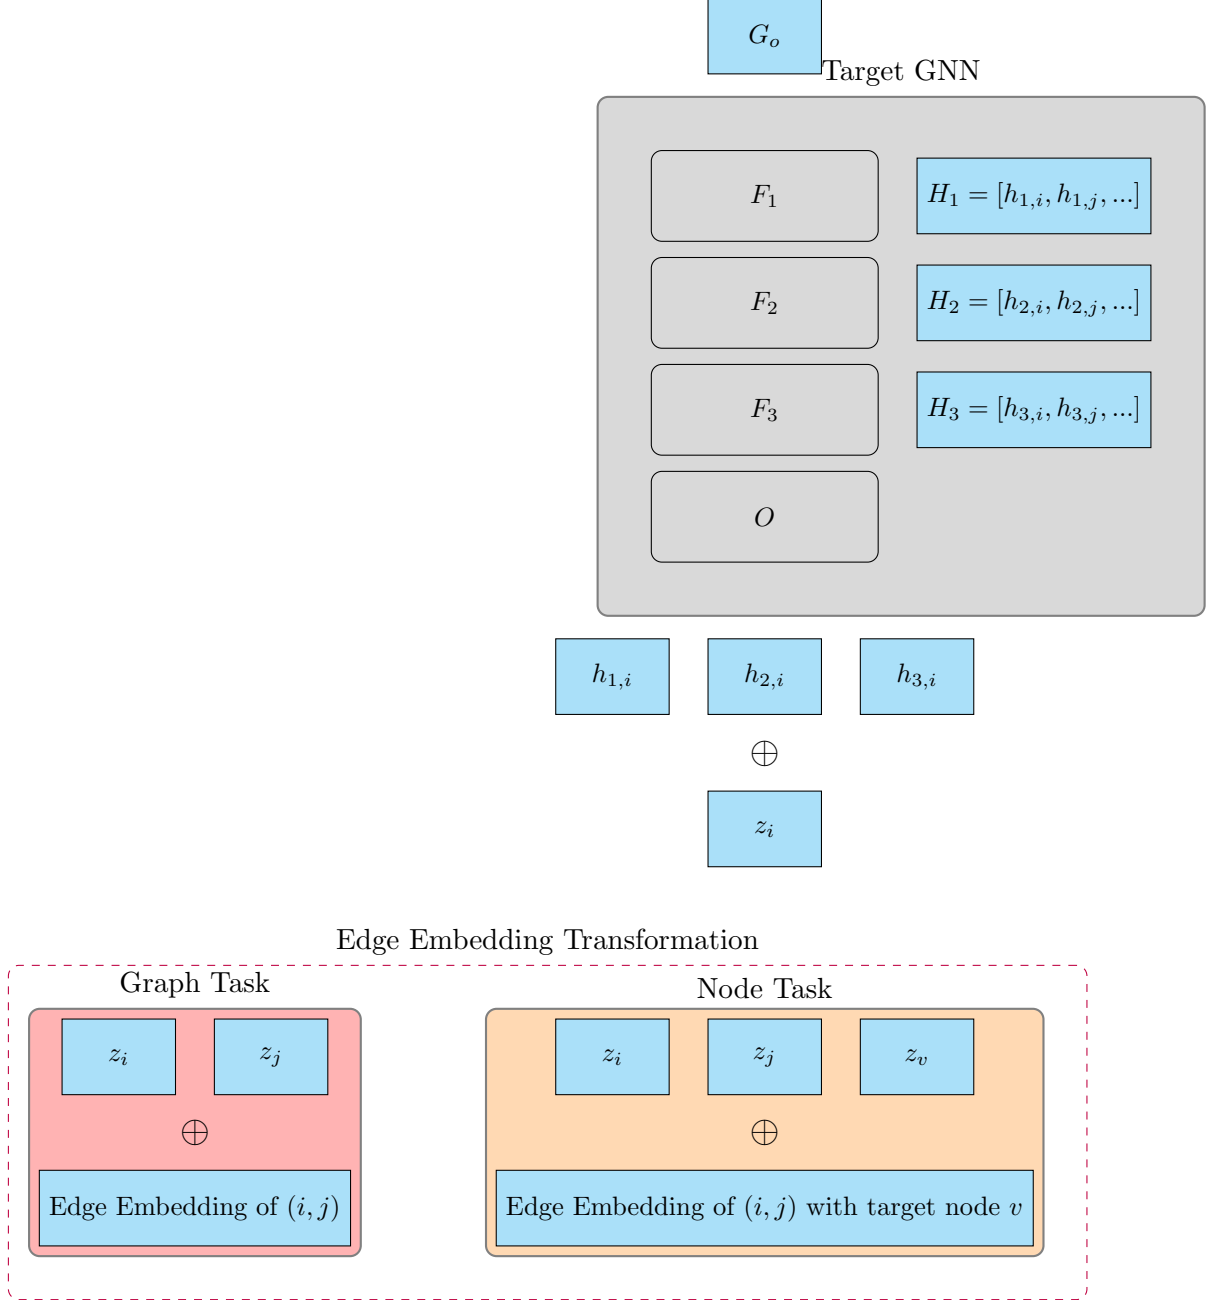 $G_o$
Target GNN
$F_1$
$H_1 = [h_{1,i}, h_{1,j}, ...]$
$F_2$
$H_2 = [h_{2,i}, h_{2,j}, ...]$
$F_3$
$H_3 = [h_{3,i}, h_{3,j}, ...]$
$O$
$h_{1,i}$ $h_{2,i}$ $h_{3,i}$
⊕
$z_i$
Edge Embedding Transformation
Graph Task
Node Task
$z_i$ $z_j$
$z_i$ $z_j$ $z_v$
⊕
⊕
Edge Embedding of $(i, j)$
Edge Embedding of $(i, j)$ with target node $v$